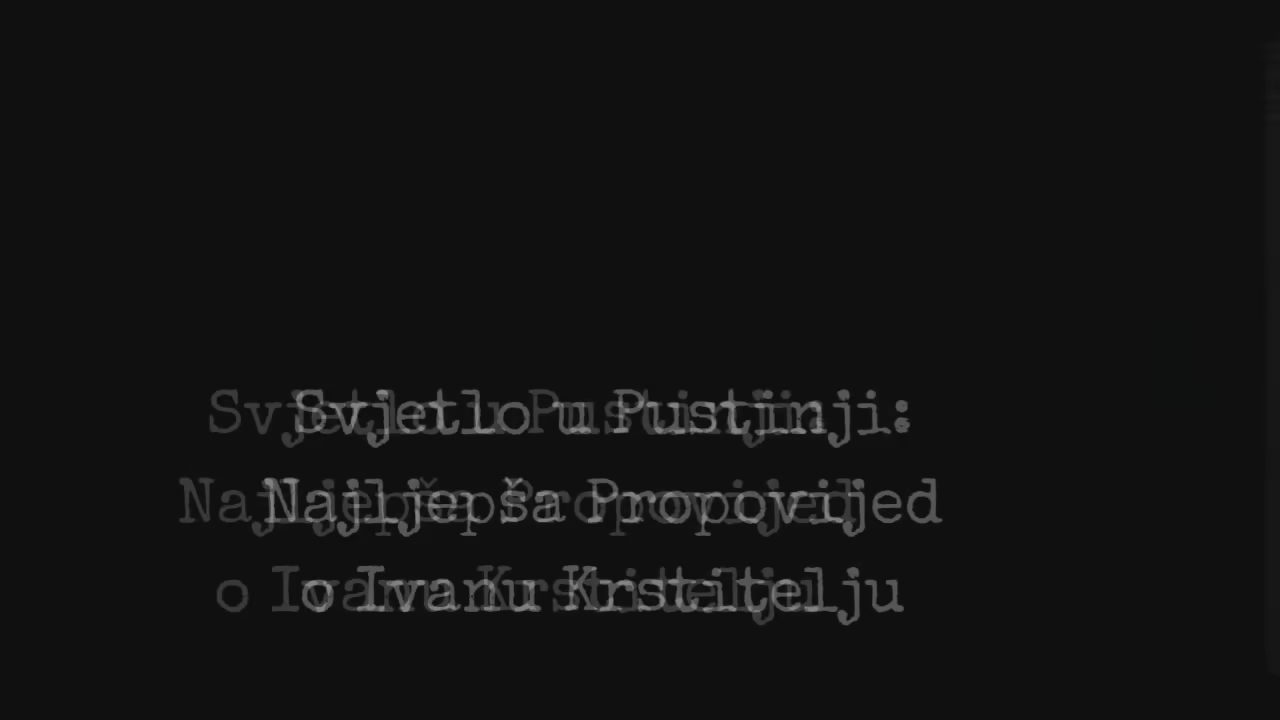 Svjetlo u Pustinji:
Najljepša Propovijed
o Ivanu Krstitelju